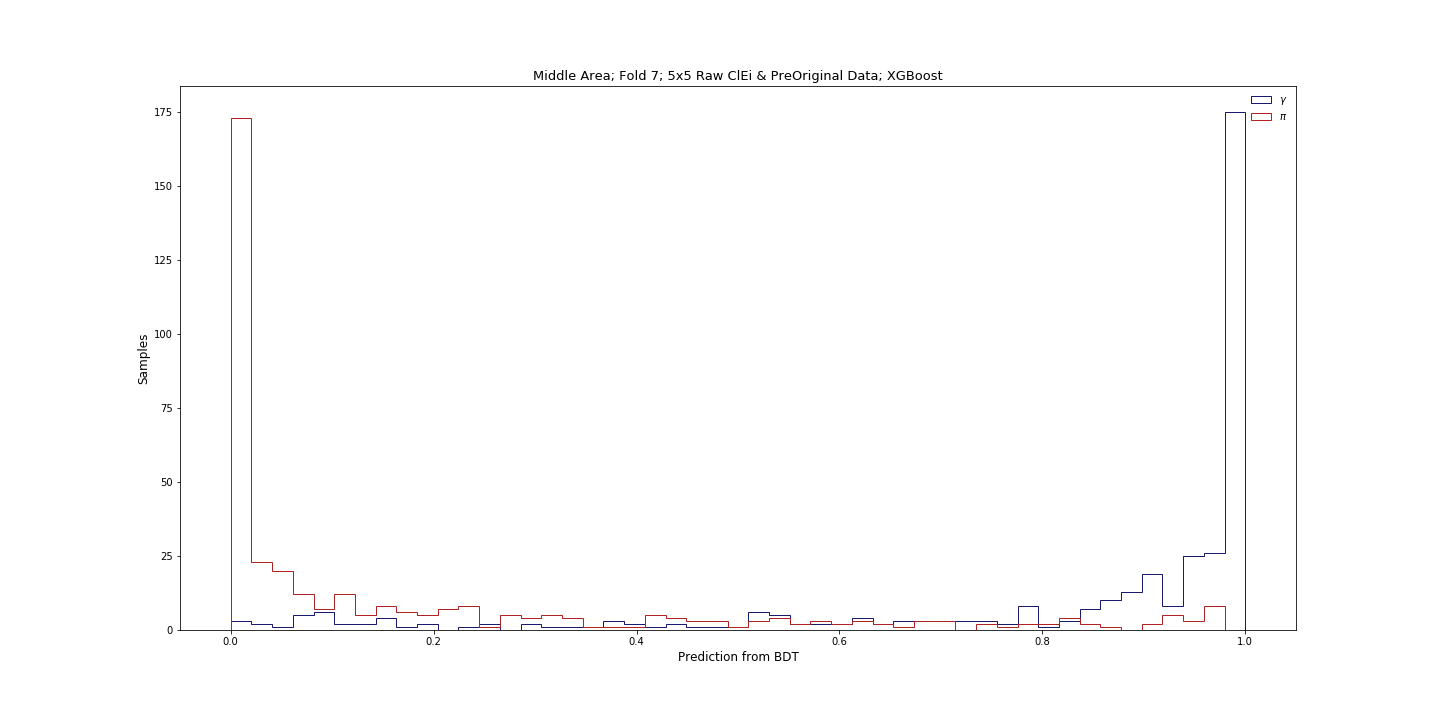 Middle Area; Fold 7; 5x5 Raw ClEi & PreOriginal Data; XGBoost
γ
π
175
150
125
100
75
50
25
0
Samples
0.0 0.2 0.4 0.6 0.8 1.0
Prediction from BDT